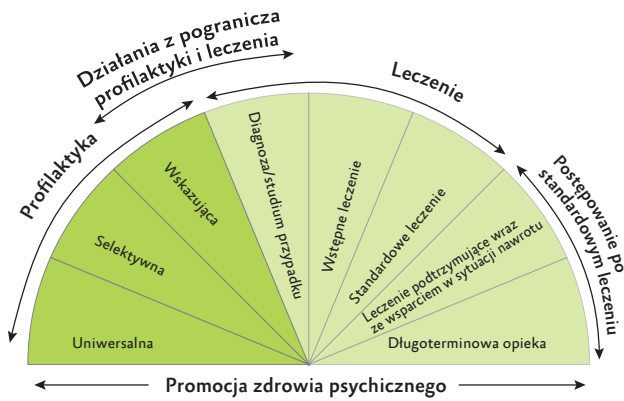 Działania z pogranicza
profilaktyki i leczenia
Leczenie
Profilaktyka
Postępowanie po
standardowym leczeniu
Uniwersalna
Selektywna
Wskazująca
Diagnoza/studium przypadku
Wstępne leczenie
Standardowe leczenie
Leczenie podtrzymujące wraz
ze wsparciem w sytuacji nawrotu
Długoterminowa opieka
Promocja zdrowia psychicznego